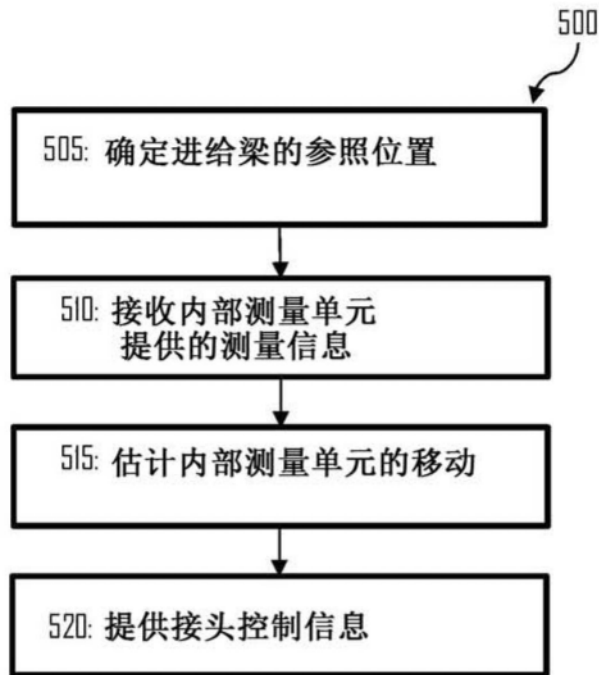 500
505: 确定进给梁的参照位置
510: 接收内部测量单元
提供的测量信息
515: 估计内部测量单元的移动
520: 提供接头控制信息